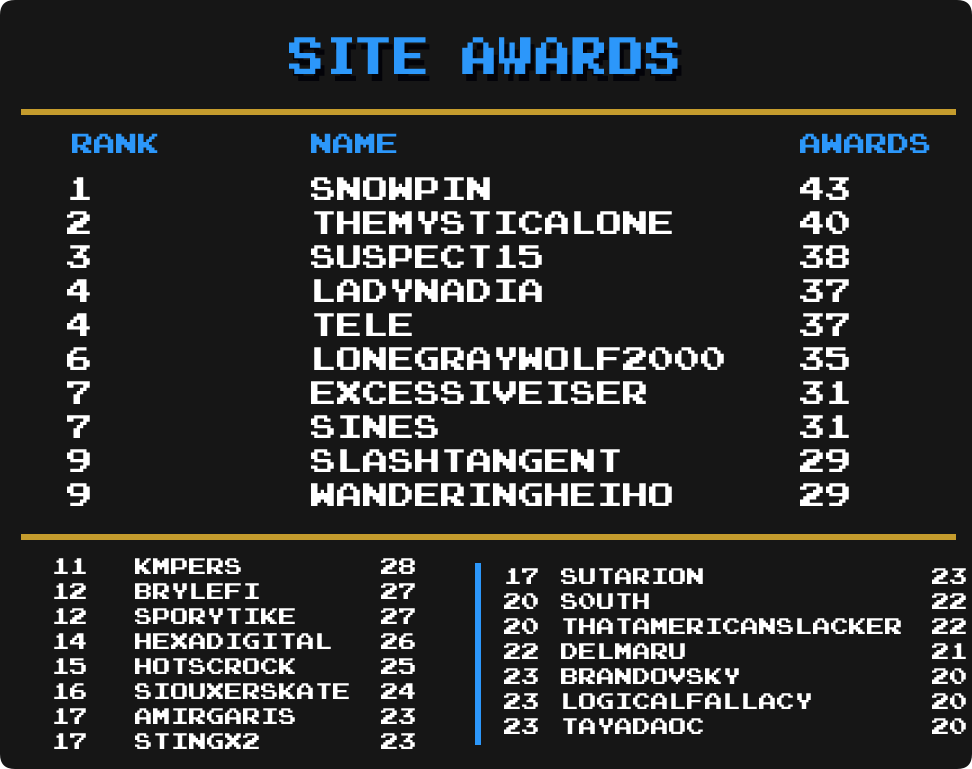 SITE AWARDS
RANK NAME AWARDS
1 SNOWPIN 43
2 THEMYSTICALONE 40
3 SUSPECT15 38
4 LADYNADIA 37
4 TELE 37
6 LONEGRAYWOLF2000 35
7 EXCESSIVEISER 31
7 SINES 31
9 SLASHTANGENT 29
9 WANDERINGHEIHO 29
11 KMPERS 28
12 BRYLEFI 27
12 SPORYTIKE 27
14 HEXADIGITAL 26
15 HOTSCROCK 25
16 SIOUXERSKATE 24
17 AMIRGARIS 23
17 STINGX2 23
17 SUTARION 23
20 SOUTH 22
20 THATAMERICANSLACKER 22
22 DELMARU 21
23 BRANDOVSKY 20
23 LOGICALFALLACY 20
23 TAYADAOC 20